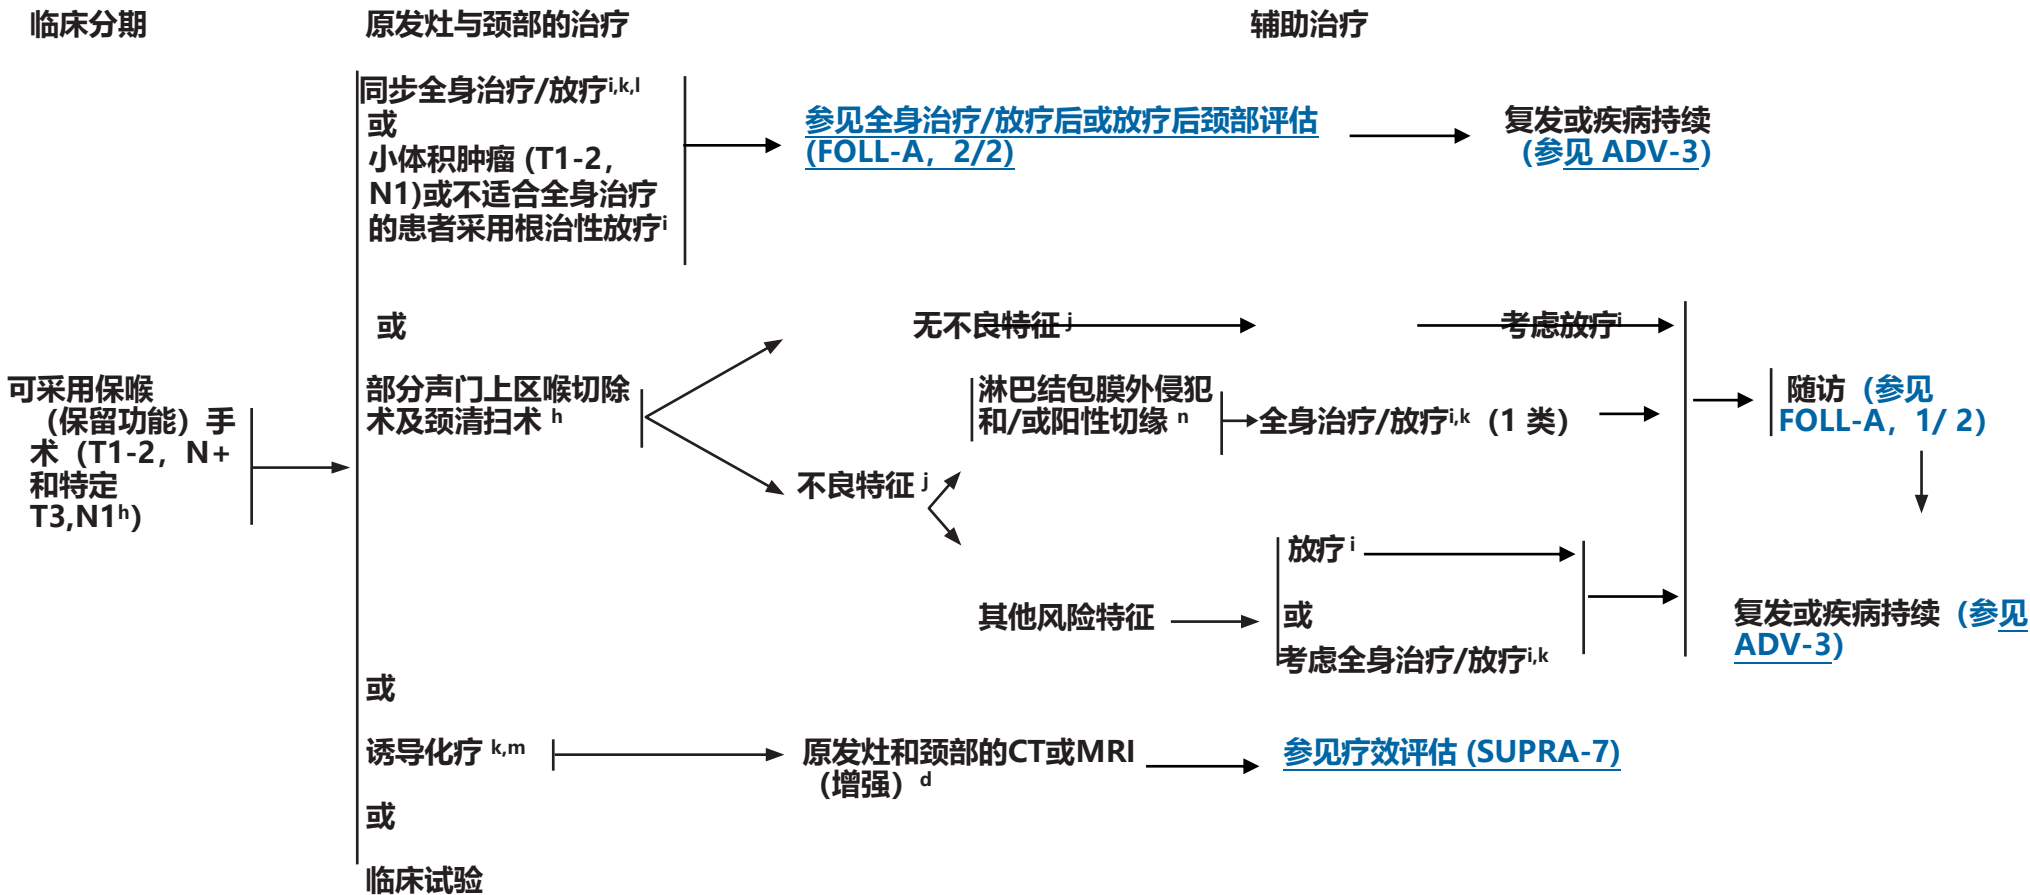 临床分期
原发灶与颈部的治疗
辅助治疗
同步全身治疗/放疗i,k,l
或
小体积肿瘤 (T1-2,
N1)或不适合全身治疗
的患者采用根治性放疗i
参见全身治疗/放疗后或放疗后颈部评估
(FOLL-A，2/2)
复发或疾病持续
（参见 ADV-3）
或
无不良特征 j
考虑放疗i
可采用保喉
（保留功能）手
术（T1-2，N+
和特定
T3,N1h）
部分声门上区喉切除
术及颈清扫术 h
淋巴结包膜外侵犯
和/或阳性切缘 n
全身治疗/放疗i,k（1 类）
随访（参见
FOLL-A，1/ 2）
不良特征 j
放疗 i
其他风险特征
或
考虑全身治疗/放疗i,k
复发或疾病持续（参见
ADV-3）
或
诱导化疗 k,m
原发灶和颈部的CT或MRI
（增强）d
参见疗效评估 (SUPRA-7)
或
临床试验